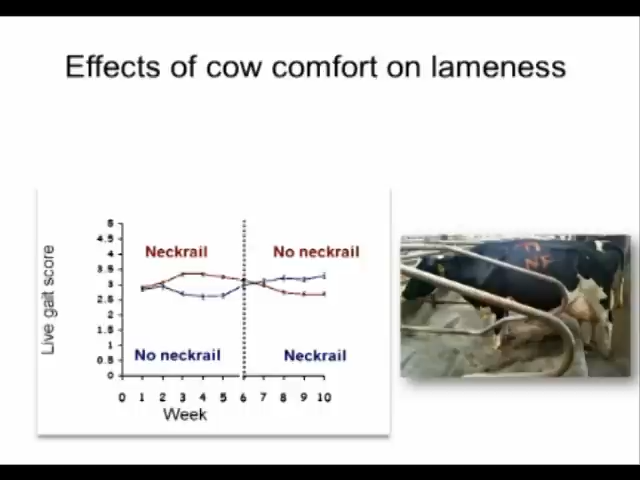 Effects of cow comfort on lameness
Live gait score
5
4.5
4
3.5
3
2.5
2
1.5
1
0.5
0
Neckrail
No neckrail
No neckrail
Neckrail
0 1 2 3 4 5 6 7 8 9 10
Week